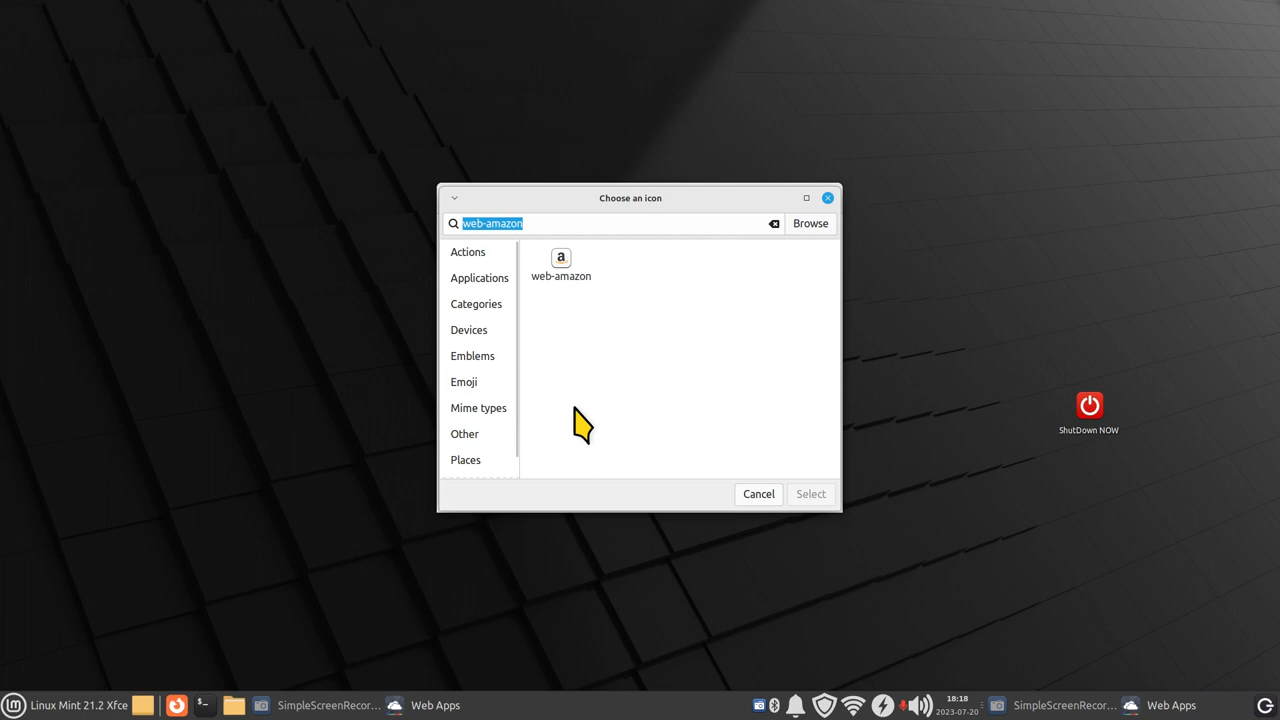 Choose an icon
web-amazon
Browse
Actions
Applications
Categories
Devices
Emblems
Emoji
Mime types
Other
Places
a
web-amazon
Cancel
Select
ShutDown NOW
Linux Mint 21.2 Xfce
SimpleScreenRecor...
Web Apps
18:18
2023-07-20
SimpleScreenRecor...
Web Apps